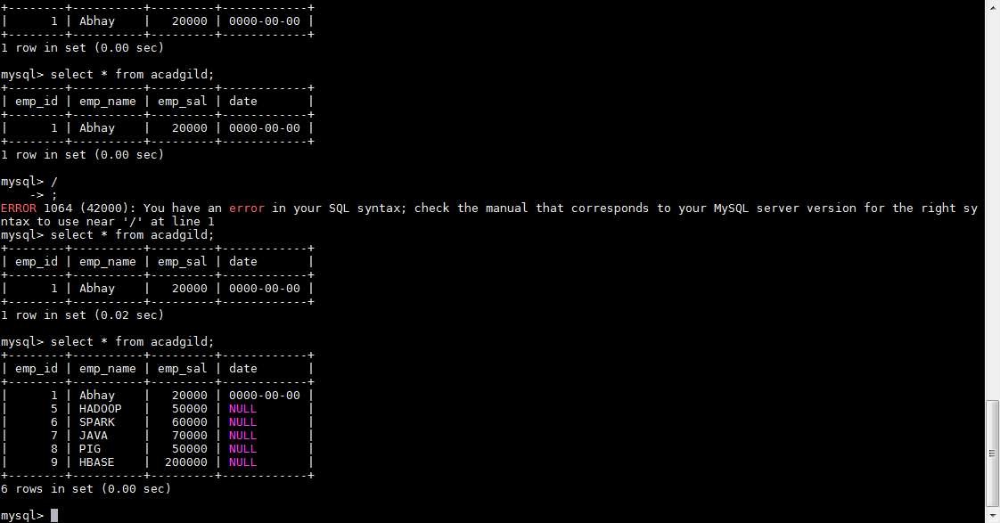 +--------+----------+---------+------------+
|      1 | Abhay    |   20000 | 0000-00-00 |
+--------+----------+---------+------------+
1 row in set (0.00 sec)

mysql> select * from acadgild;
+--------+----------+---------+------------+
| emp_id | emp_name | emp_sal | date       |
+--------+----------+---------+------------+
|      1 | Abhay    |   20000 | 0000-00-00 |
+--------+----------+---------+------------+
1 row in set (0.00 sec)

mysql> /
    -> ;
ERROR 1064 (42000): You have an error in your SQL syntax; check the manual that corresponds to your MySQL server version for the right sy
ntax to use near '/' at line 1
mysql> select * from acadgild;
+--------+----------+---------+------------+
| emp_id | emp_name | emp_sal | date       |
+--------+----------+---------+------------+
|      1 | Abhay    |   20000 | 0000-00-00 |
+--------+----------+---------+------------+
1 row in set (0.02 sec)

mysql> select * from acadgild;
+--------+----------+---------+------------+
| emp_id | emp_name | emp_sal | date       |
+--------+----------+---------+------------+
|      1 | Abhay    |   20000 | 0000-00-00 |
|      5 | HADOOP   |   50000 | NULL       |
|      6 | SPARK    |   60000 | NULL       |
|      7 | JAVA     |   70000 | NULL       |
|      8 | PIG      |   50000 | NULL       |
|      9 | HBASE    |  200000 | NULL       |
+--------+----------+---------+------------+
6 rows in set (0.00 sec)

mysql>